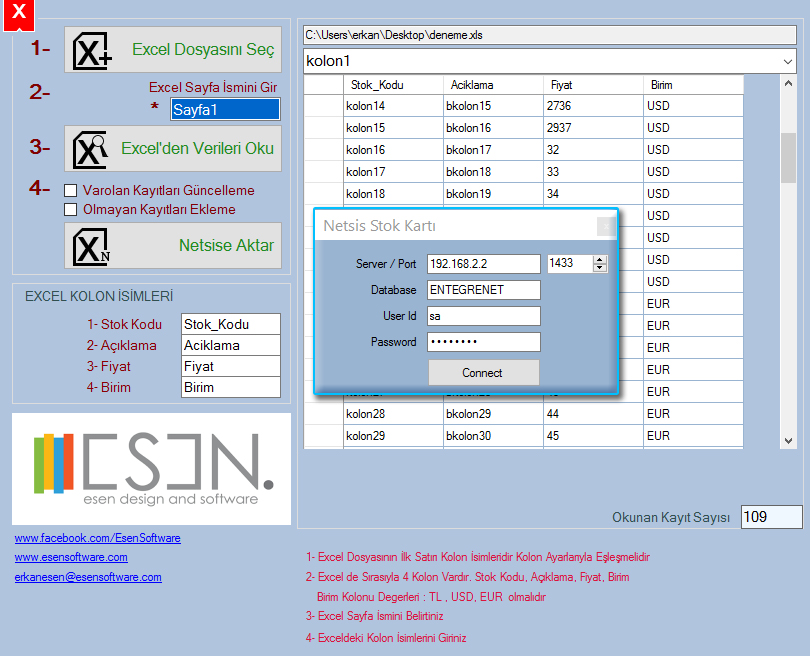 X
1-
Excel Dosyasını Seç
2-
Excel Sayfa İsmini Gir
* Sayfa1
3-
Excel'den Verileri Oku
4-
Varolan Kayıtları Güncelleme
Olmayan Kayıtları Ekleme
Netsise Aktar
EXCEL KOLON İSİMLERİ
1- Stok Kodu Stok_Kodu
2- Açıklama Aciklama
3- Fiyat Fiyat
4- Birim Birim
ESEN.
esen design and software
www.facebook.com/EsenSoftware
www.esensoftware.com
erkanesen@esensoftware.com
C:\Users\erkan\Desktop\deneme.xls
kolon1
Stok_Kodu Aciklama Fiyat Birim
kolon14 bkolon15 2736 USD
kolon15 bkolon16 2937 USD
kolon16 bkolon17 32 USD
kolon17 bkolon18 33 USD
kolon18 bkolon19 34 USD
USD
USD
USD
USD
EUR
EUR
EUR
EUR
EUR
kolon28 bkolon29 44 EUR
kolon29 bkolon30 45 EUR
Netsis Stok Kartı
Server / Port 192.168.2.2 1433
Database ENTEGRENET
User Id sa
Password ••••••••
Connect
Okunan Kayıt Sayısı 109
1- Excel Dosyasının İlk Satırı Kolon İsimleridir Kolon Ayarlarıyla Eşleşmelidir
2- Excel de Sırasıyla 4 Kolon Vardır. Stok Kodu, Açıklama, Fiyat, Birim
Birim Kolonu Degerleri : TL , USD, EUR olmalıdır
3- Excel Sayfa İsmini Belirtiniz
4- Exceldeki Kolon İsimlerini Giriniz